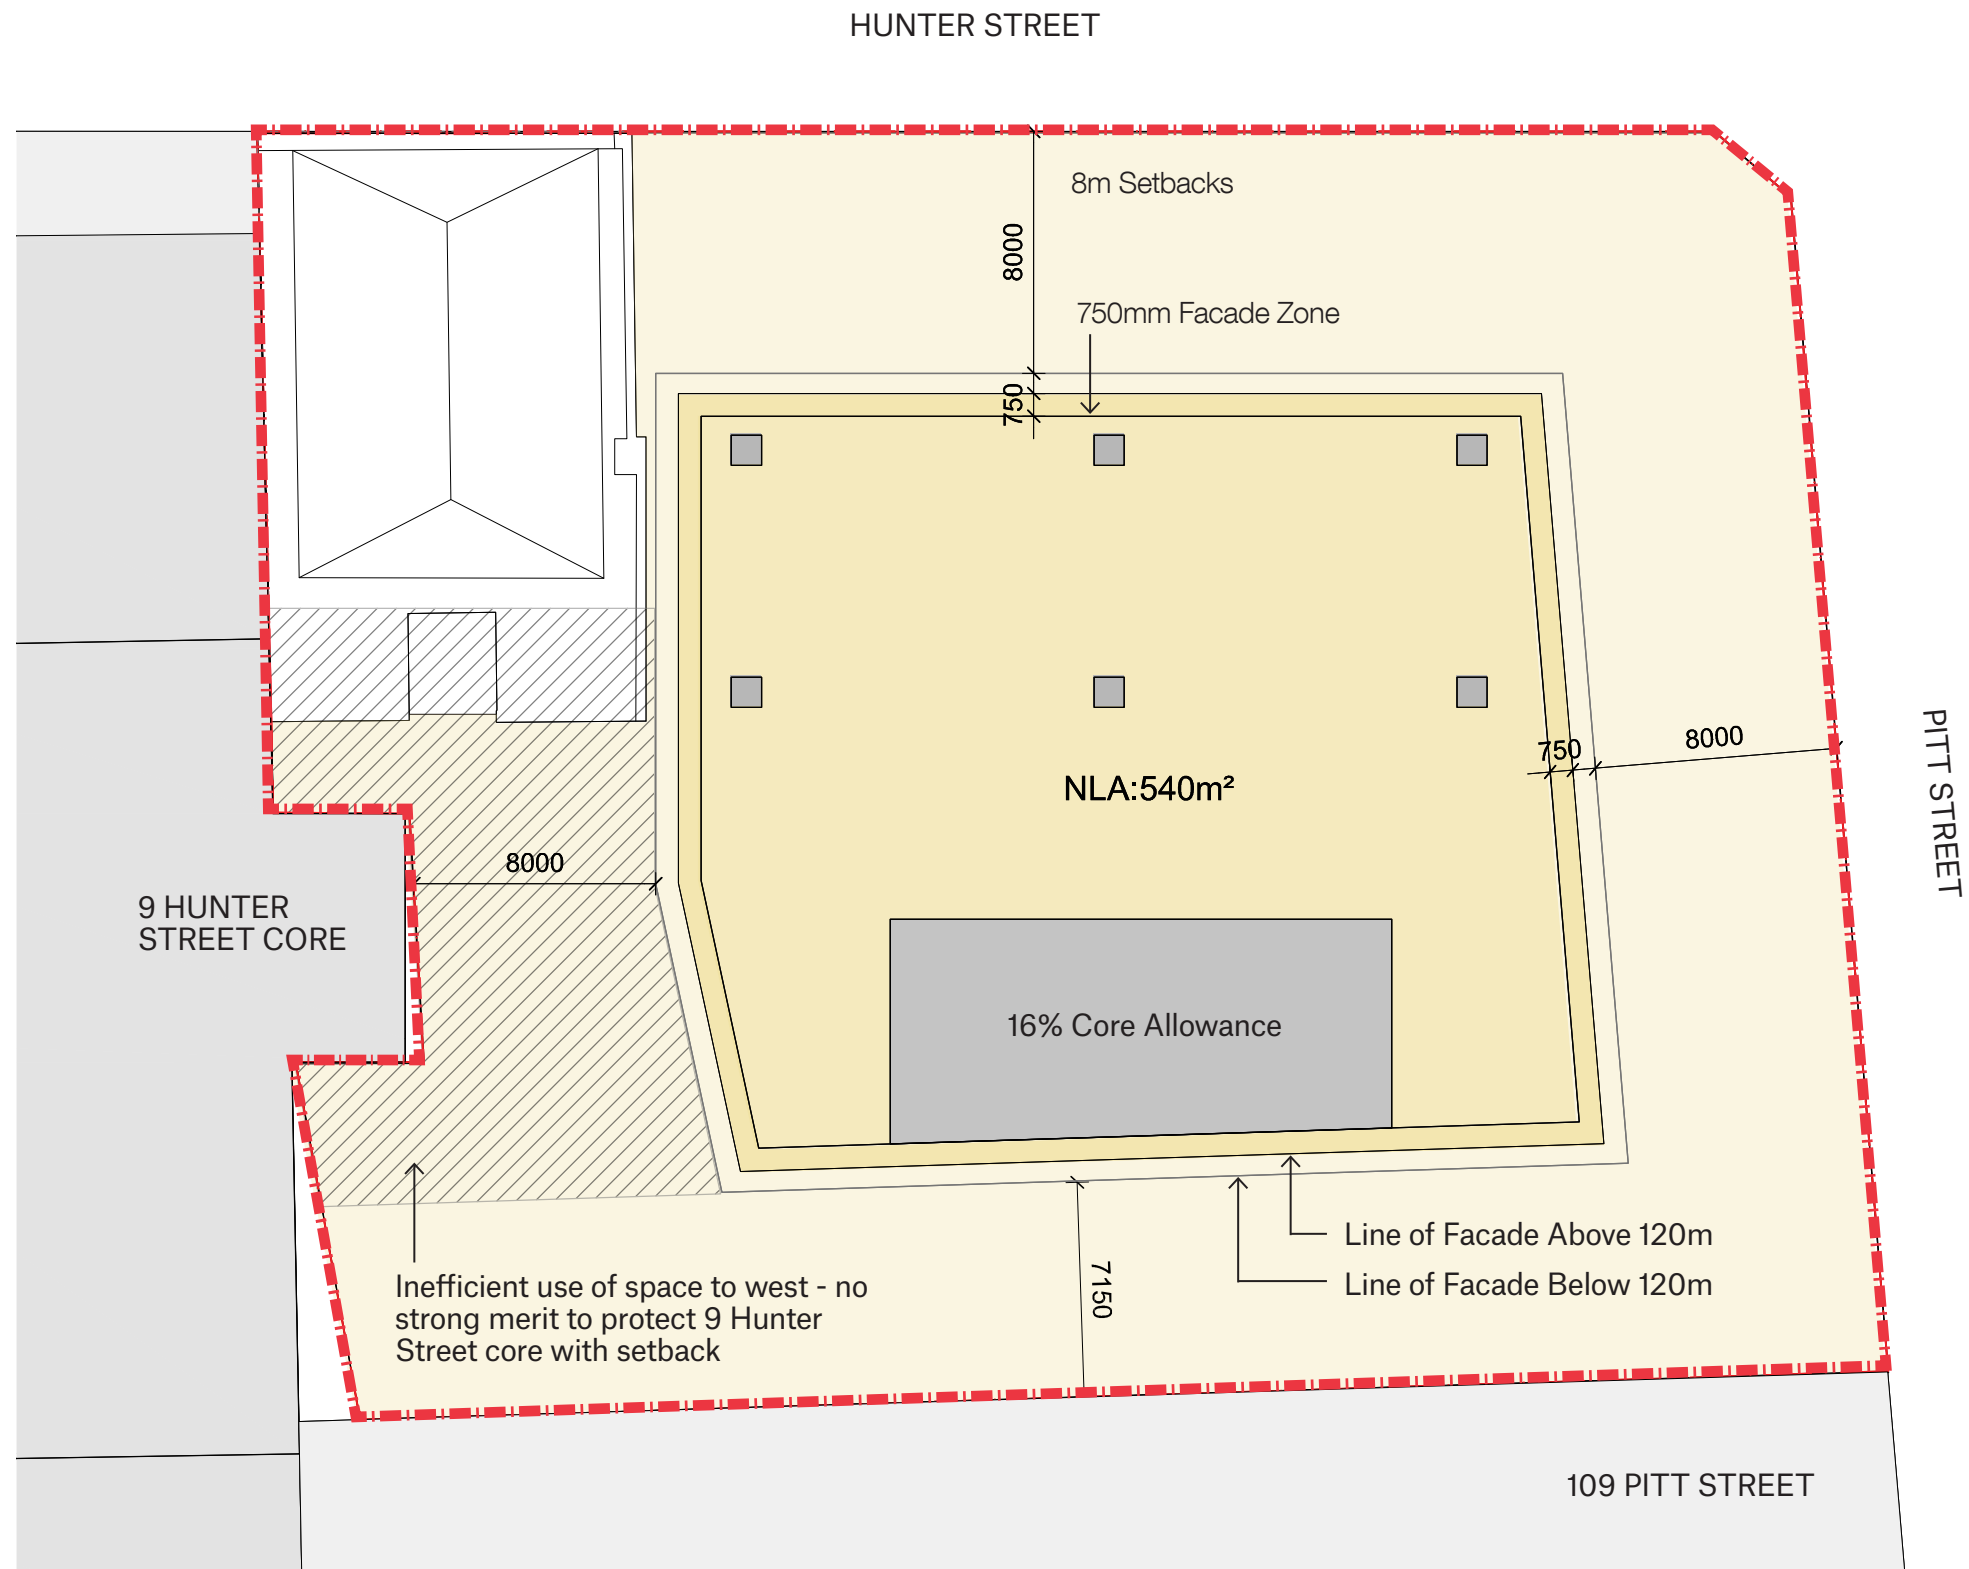 HUNTER STREET
8m Setbacks
8000
750mm Facade Zone
750
PITT STREET
750
8000
NLA:540m²
8000
9 HUNTER
STREET CORE
16% Core Allowance
Line of Facade Above 120m
Line of Facade Below 120m
7150
Inefficient use of space to west - no
strong merit to protect 9 Hunter
Street core with setback
109 PITT STREET